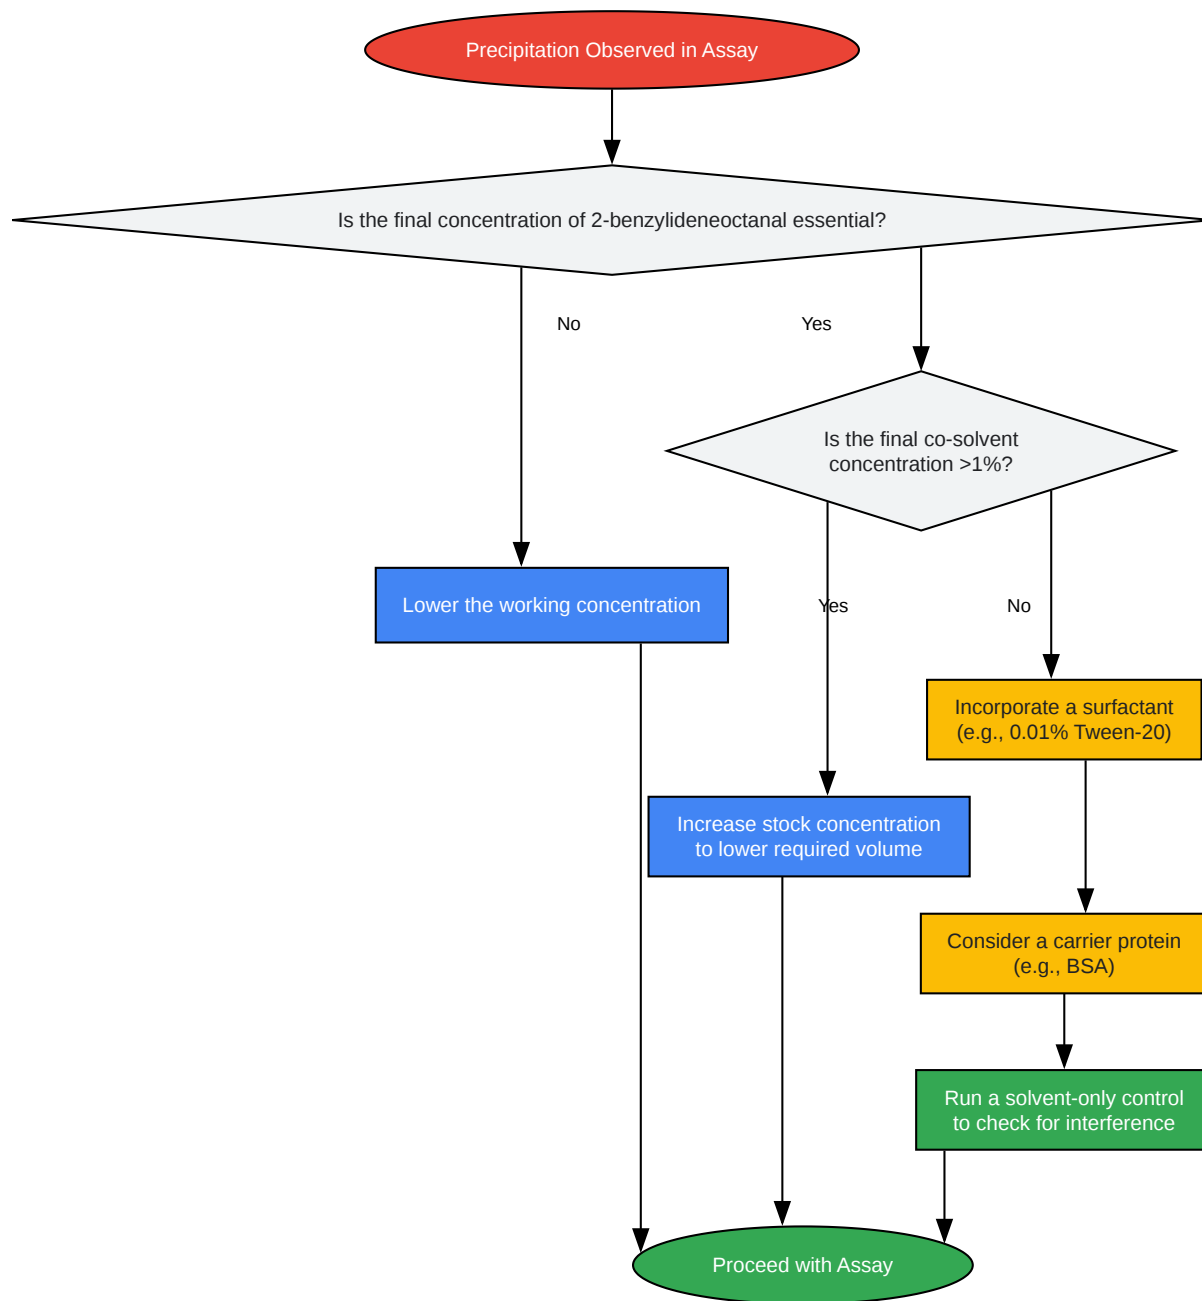 Precipitation Observed in Assay
Is the final concentration of 2-benzylideneoctanal essential?
No
Yes
Is the final co-solvent
concentration >1%?
Lower the working concentration
Yes
No
Incorporate a surfactant
(e.g., 0.01% Tween-20)
Increase stock concentration
to lower required volume
Consider a carrier protein
(e.g., BSA)
Run a solvent-only control
to check for interference
Proceed with Assay